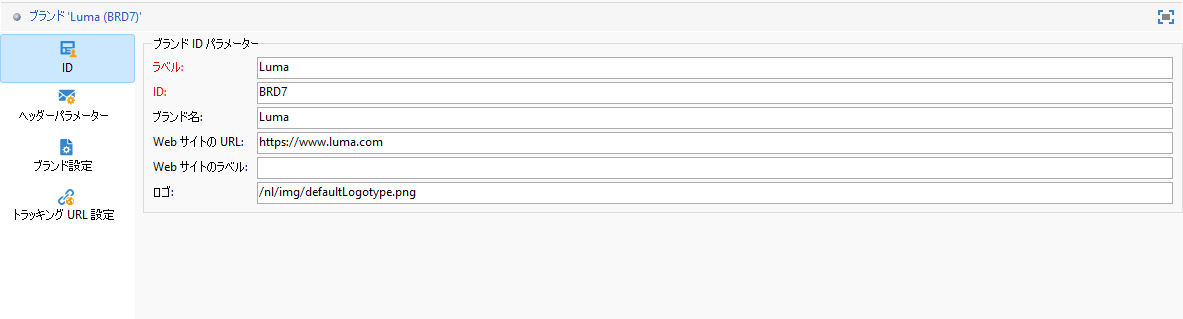 ブランド 'Luma (BRD7)'
ID
ヘッダーパラメーター
ブランド設定
トラッキング URL 設定
ブランド ID パラメーター
ラベル: Luma
ID: BRD7
ブランド名: Luma
Web サイトの URL: https://www.luma.com
Web サイトのラベル:
ロゴ: /nl/img/defaultLogotype.png